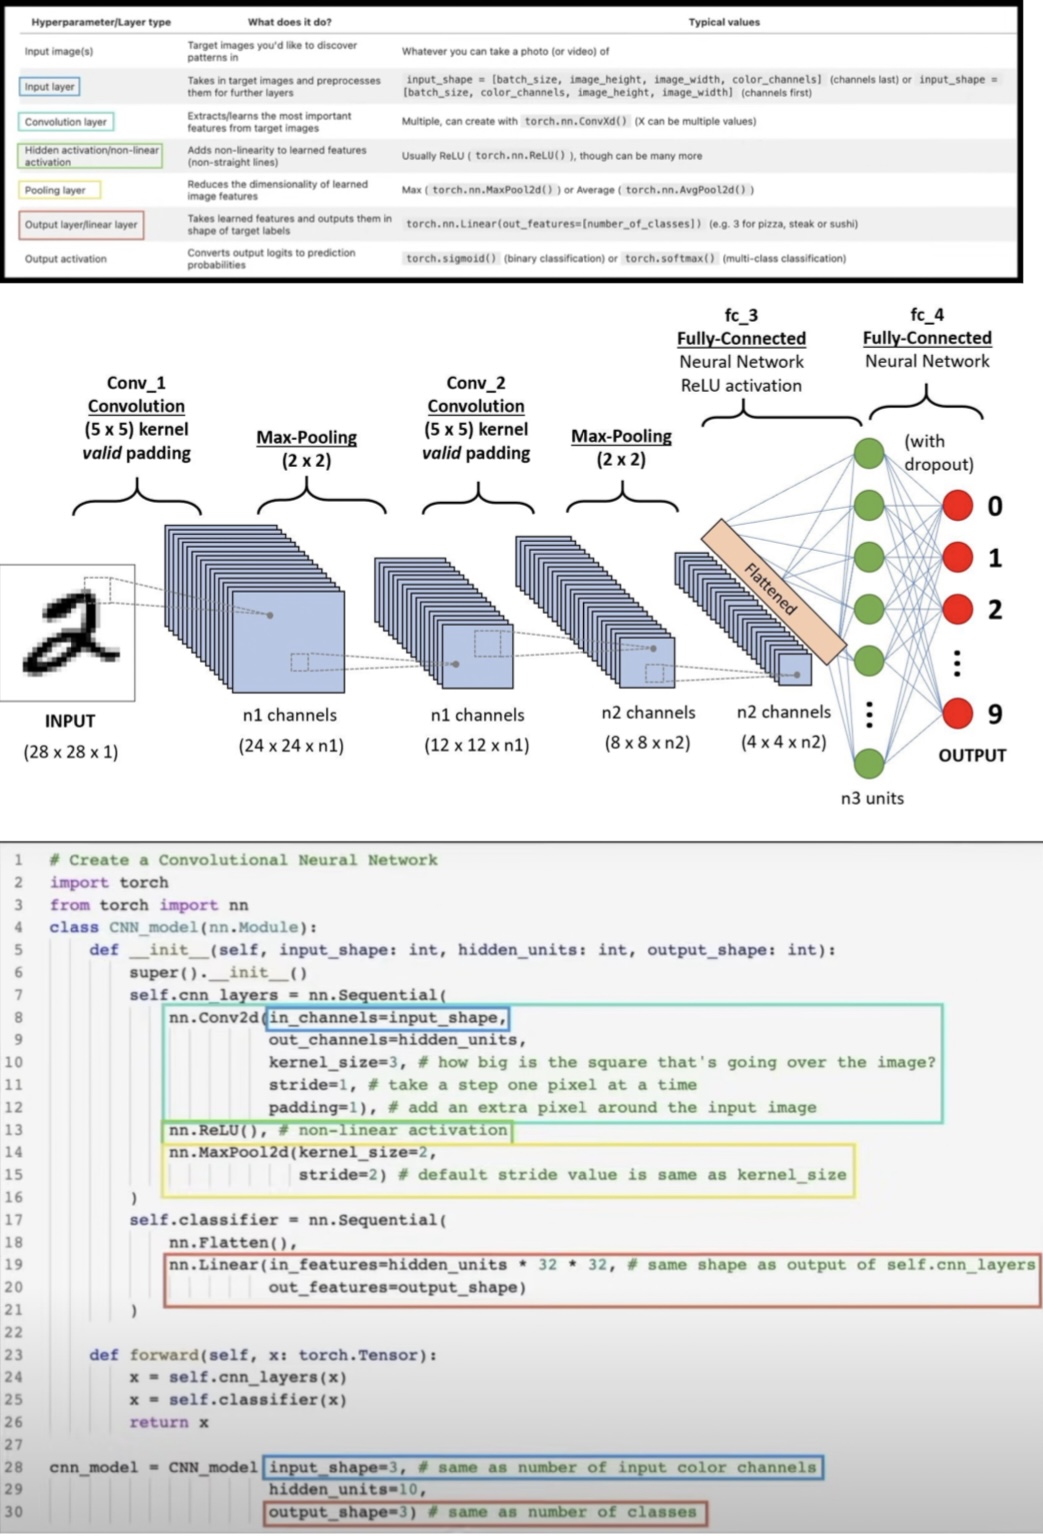 Hyperparameter/Layer type What does it do? Typical values
Input image(s) Target images you'd like to discover patterns in Whatever you can take a photo (or video) of
Input layer Takes in target images and preprocesses them for further layers input_shape = [batch_size, image_height, image_width, color_channels] (channels last) or input_shape = [batch_size, color_channels, image_height, image_width] (channels first)
Convolution layer Extracts/learns the most important features from target images Multiple, can create with torch.nn.ConvXd() (X can be multiple values)
Hidden activation/non-linear activation Adds non-linearity to learned features (non-straight lines) Usually ReLU ( torch.nn.ReLU() ), though can be many more
Pooling layer Reduces the dimensionality of learned image features Max ( torch.nn.MaxPool2d() ) or Average ( torch.nn.AvgPool2d() )
Output layer/linear layer Takes learned features and outputs them in shape of target labels torch.nn.Linear(out_features=[number_of_classes]) (e.g. 3 for pizza, steak or sushi)
Output activation Converts output logits to prediction probabilities torch.sigmoid() (binary classification) or torch.softmax() (multi-class classification)
Conv_1
Convolution
(5 x 5) kernel
valid padding
Max-Pooling
(2 x 2)
Conv_2
Convolution
(5 x 5) kernel
valid padding
Max-Pooling
(2 x 2)
fc_3
Fully-Connected
Neural Network
ReLU activation
fc_4
Fully-Connected
Neural Network
(with
dropout)
Flattened
2
0
1
2
9
INPUT
(28 x 28 x 1)
n1 channels
(24 x 24 x n1)
n1 channels
(12 x 12 x n1)
n2 channels
(8 x 8 x n2)
n2 channels
(4 x 4 x n2)
OUTPUT
n3 units
1 # Create a Convolutional Neural Network
2 import torch
3 from torch import nn
4 class CNN_model(nn.Module):
5 def __init__(self, input_shape: int, hidden_units: int, output_shape: int):
6 super().__init__()
7 self.cnn_layers = nn.Sequential(
8 nn.Conv2d(in_channels=input_shape,
9 out_channels=hidden_units,
10 kernel_size=3, # how big is the square that's going over the image?
11 stride=1, # take a step one pixel at a time
12 padding=1), # add an extra pixel around the input image
13 nn.ReLU(), # non-linear activation
14 nn.MaxPool2d(kernel_size=2,
15 stride=2) # default stride value is same as kernel_size
16 )
17 self.classifier = nn.Sequential(
18 nn.Flatten(),
19 nn.Linear(in_features=hidden_units * 32 * 32, # same shape as output of self.cnn_layers
20 out_features=output_shape)
21 )
22
23 def forward(self, x: torch.Tensor):
24 x = self.cnn_layers(x)
25 x = self.classifier(x)
26 return x
27
28 cnn_model = CNN_model(input_shape=3, # same as number of input color channels
29 hidden_units=10,
30 output_shape=3) # same as number of classes